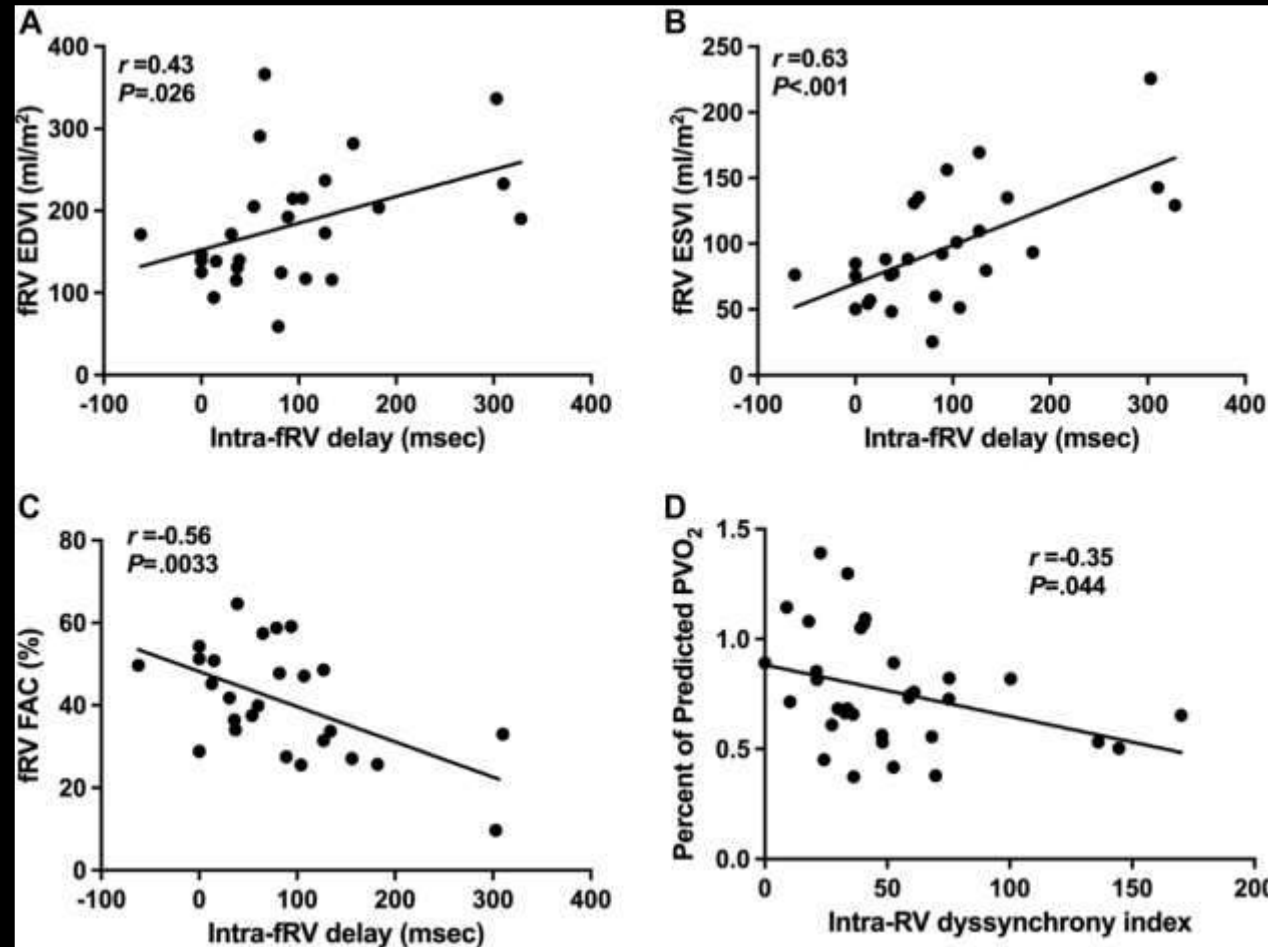 A
r=0.43
P=.026
fRV EDVI (ml/m²)
400
300
200
100
0
-100 0 100 200 300 400
Intra-fRV delay (msec)
B
r=0.63
P<.001
fRV ESVI (ml/m²)
250
200
150
100
50
0
-100 0 100 200 300 400
Intra-fRV delay (msec)
C
r=-0.56
P=.0033
fRV FAC (%)
80
60
40
20
0
-100 0 100 200 300 400
Intra-fRV delay (msec)
D
r=-0.35
P=.044
Percent of Predicted PVO₂
1.5
1.0
0.5
0.0
0 50 100 150 200
Intra-RV dyssynchrony index